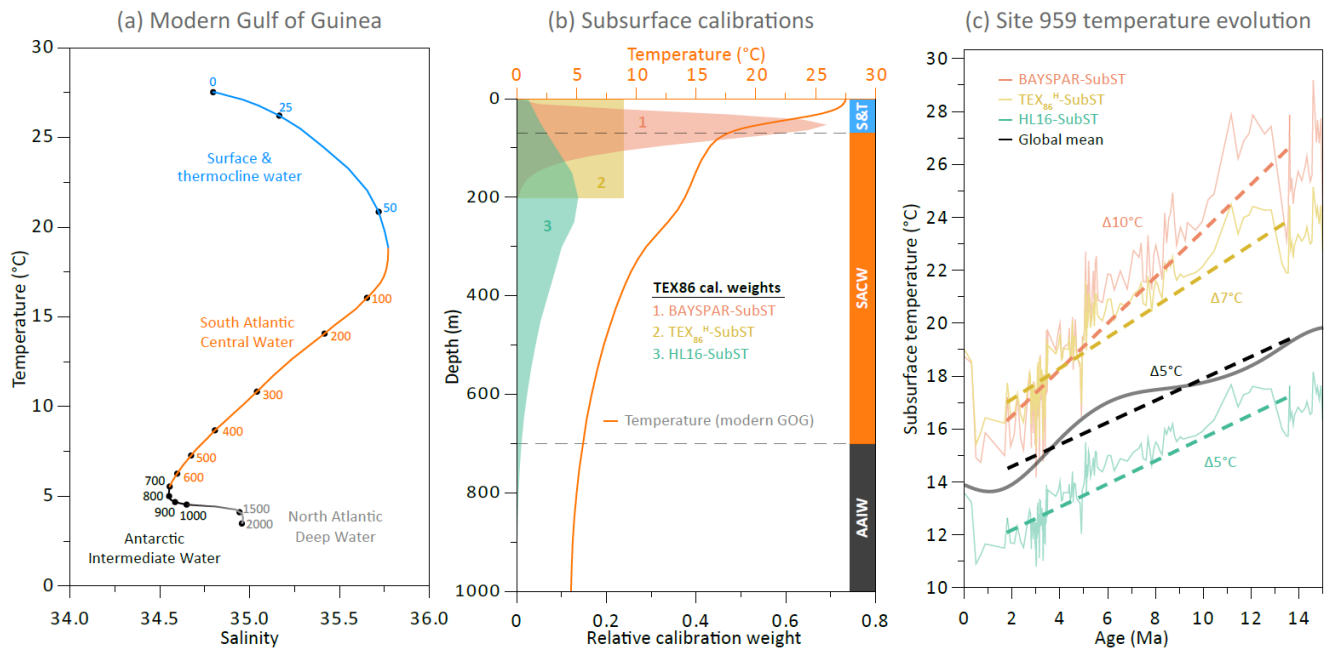 (a) Modern Gulf of Guinea
30
25
20
15
10
5
0
Temperature (°C)
34.0
34.5
35.0
35.5
36.0
Salinity
0
25
50
100
200
300
400
500
600
700
800
900
1000
1500
2000
Surface &
thermocline water
South Atlantic
Central Water
North Atlantic
Deep Water
Antarctic
Intermediate Water
(b) Subsurface calibrations
Temperature (°C)
0
5
10
15
20
25
30
0
200
400
600
800
1000
Depth (m)
0
0.2
0.4
0.6
0.8
Relative calibration weight
1
2
3
TEX86 cal. weights
1. BAYSPAR-SubST
2. TEX₈₆ᴴ-SubST
3. HL16-SubST
Temperature (modern GOG)
S&T
SACW
AAIW
(c) Site 959 temperature evolution
BAYSPAR-SubST
TEX₈₆ᴴ-SubST
HL16-SubST
Global mean
30
28
26
24
22
20
18
16
14
12
10
Subsurface temperature (°C)
Δ10°C
Δ7°C
Δ5°C
Δ5°C
0
2
4
6
8
10
12
14
Age (Ma)